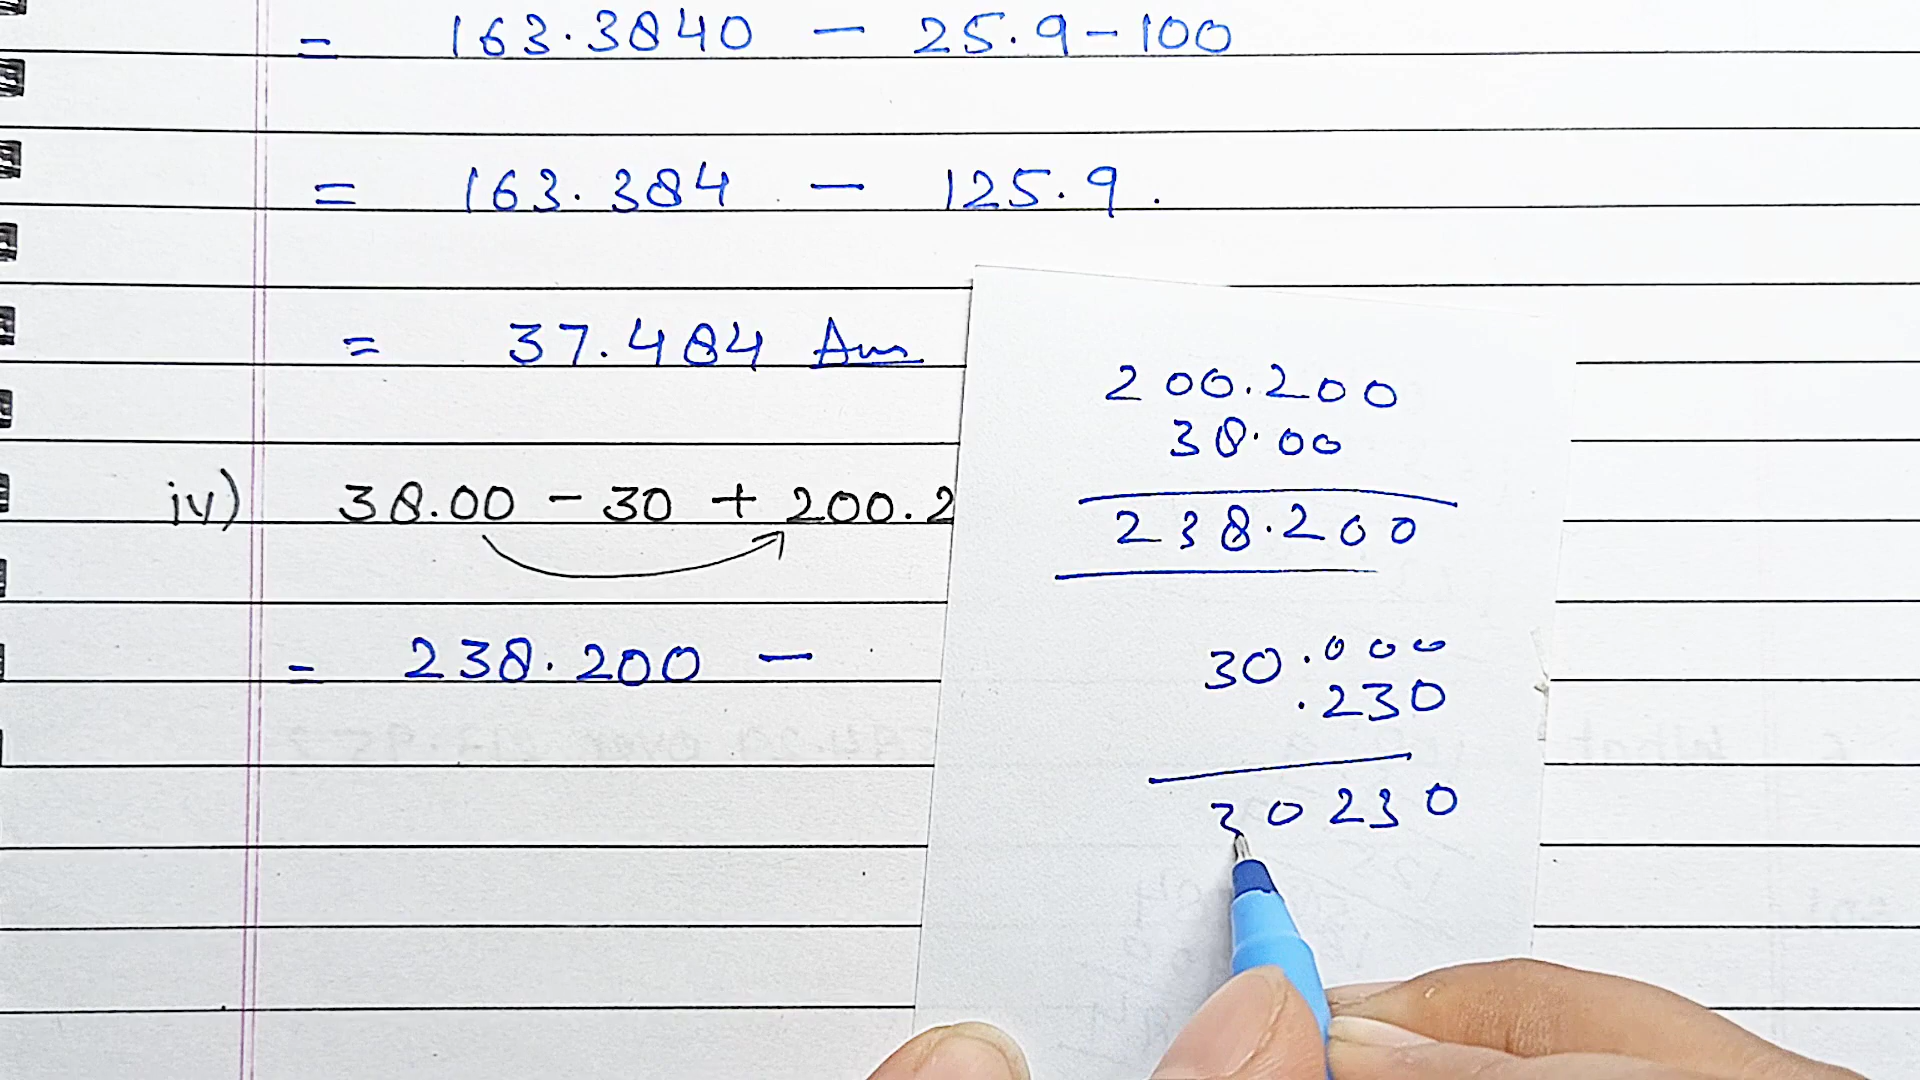 = 163.3840 - 25.9-100
= 163.384 - 125.9.
= 37.484 Ans
iv) 38.00 - 30 + 200.2
= 238.200 -
200.200
38.00
238.200
30.000
.230
30230